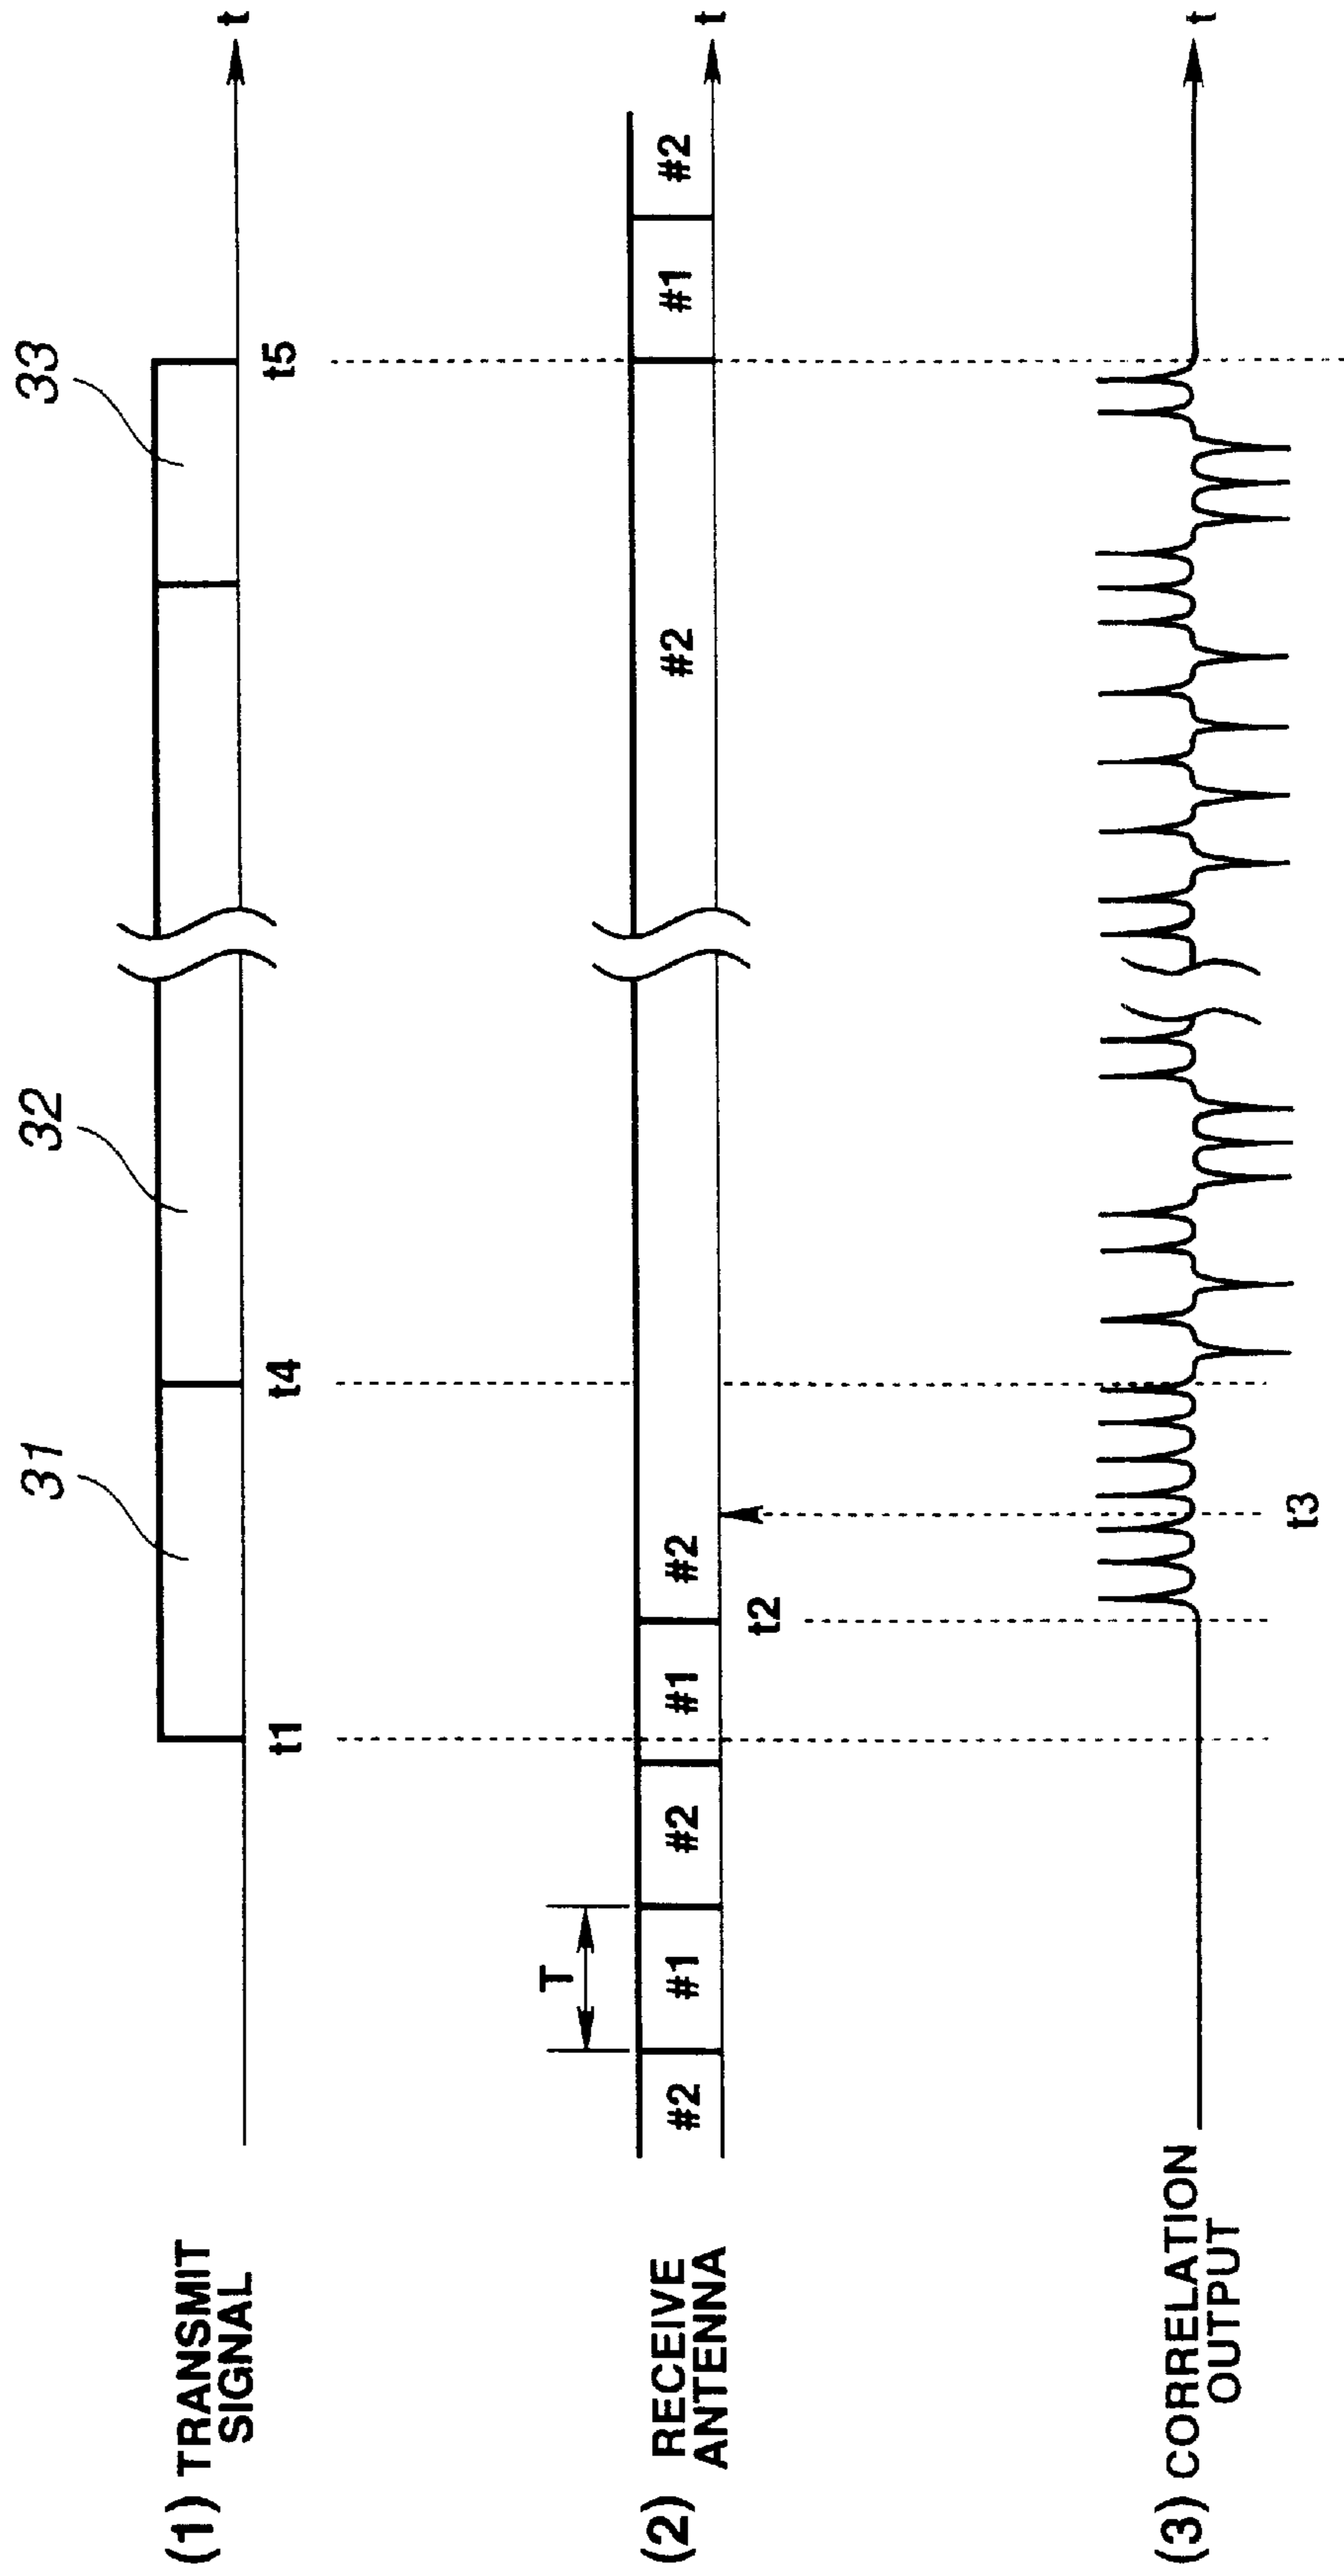 (1) TRANSMIT
SIGNAL
31
32
33
t
t1
t4
t5
(2) RECEIVE
ANTENNA
T
#2
#1
#2
#1
#2
#2
#1
#2
t
t2
(3) CORRELATION
OUTPUT
t
t3